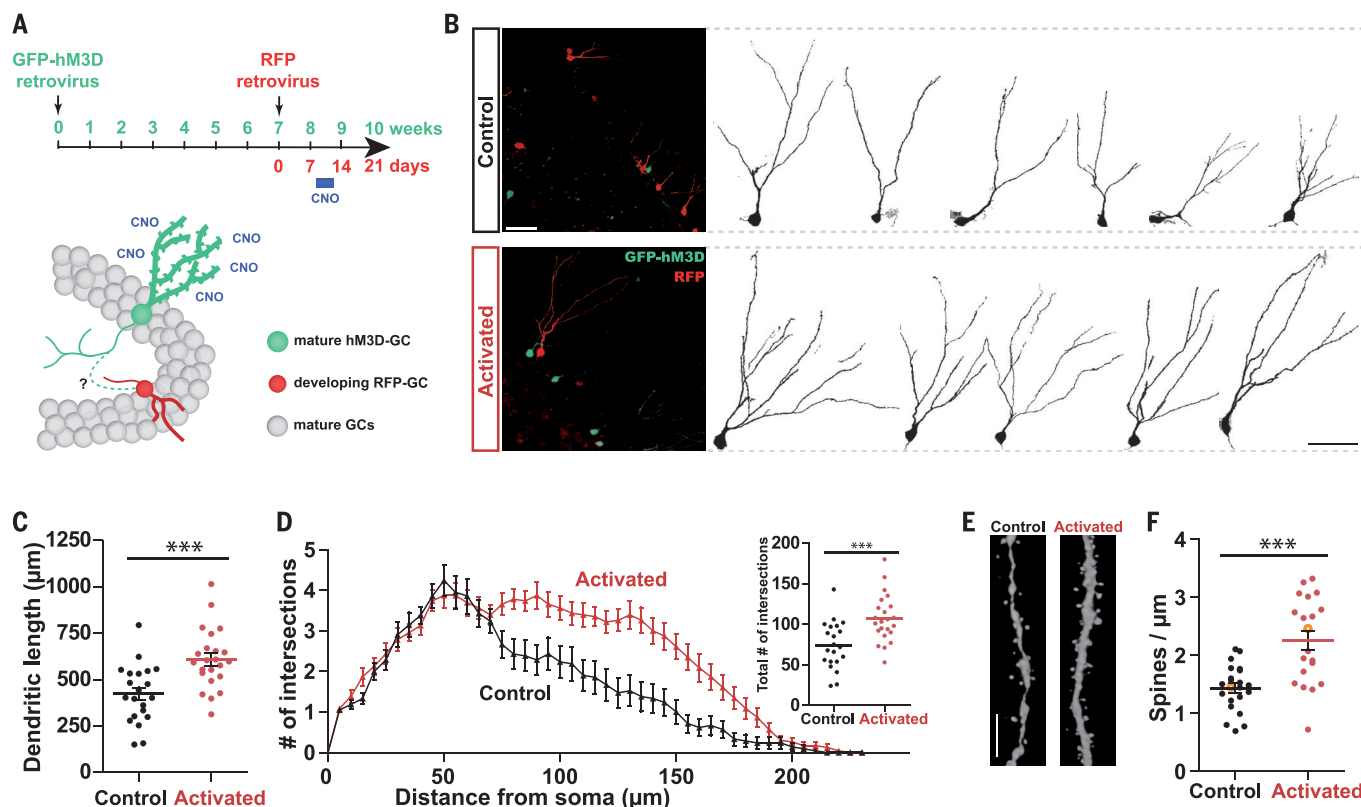 A
GFP-hM3D
retrovirus
RFP
retrovirus
0 1 2 3 4 5 6 7 8 9 10 weeks
0 7 14 21 days
CNO
CNO
CNO
CNO
CNO
CNO
?
mature hM3D-GC
developing RFP-GC
mature GCs
B
Control
Activated
GFP-hM3D
RFP
C
Dendritic length (µm)
1250
1000
750
500
250
0
***
Control Activated
D
# of intersections
5
4
3
2
1
0
Activated
Control
0 50 100 150 200
Distance from soma (µm)
Total # of intersections
200
150
100
50
0
***
Control Activated
E
Control Activated
F
Spines / µm
4
3
2
1
0
***
Control Activated